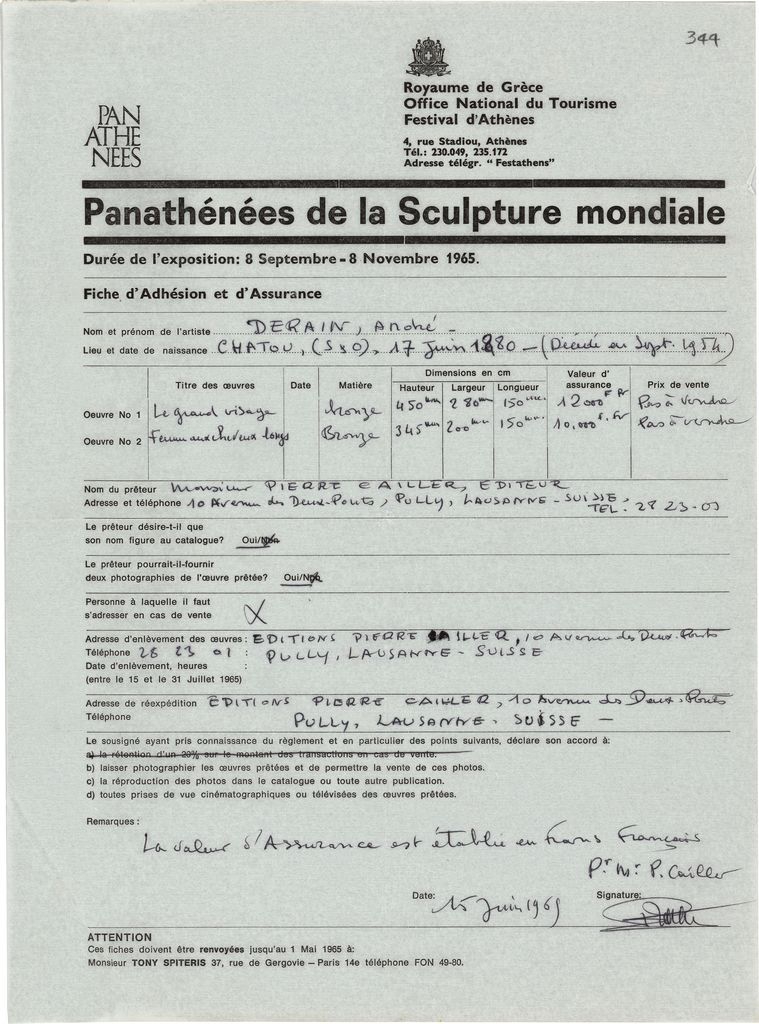 344
PAN
ATHE
NEES
Royaume de Grèce
Office National du Tourisme
Festival d'Athènes
4, rue Stadiou, Athènes
Tél.: 230.049, 235.172
Adresse télégr. "Festathens"
Panathénées de la Sculpture mondiale
Durée de l'exposition: 8 Septembre - 8 Novembre 1965.
Fiche d'Adhésion et d'Assurance
Nom et prénom de l'artiste DERAIN, André -
Lieu et date de naissance CHATOU, (S&O), 17 Juin 1880 - (Décédé en Sept. 1954)
Titre des œuvres Date Matière Dimensions en cm Hauteur Largeur Longueur Valeur d'assurance Prix de vente
Oeuvre No 1 Le grand visage bronze 450mm 280mm 150mm. 12000 F. Fr Pas à vendre
Oeuvre No 2 Femme aux cheveux longs Bronze 345mm 200mm 150mm. 10,000 F. Fr Pas à vendre
Nom du prêteur Monsieur PIERRE CAILLER, EDITEUR
Adresse et téléphone 10 Avenue des Deux-Ponts, PULLY, LAUSANNE - SUISSE.
TEL. 28 23-01
Le prêteur désire-t-il que
son nom figure au catalogue? Oui/Non
Le prêteur pourrait-il-fournir
deux photographies de l'œuvre prêtée? Oui/Non
Personne à laquelle il faut
s'adresser en cas de vente X
Adresse d'enlèvement des œuvres: EDITIONS PIERRE CAILLER, 10 Avenue des Deux-Ponts
Téléphone 28 23 01 : PULLY, LAUSANNE - SUISSE
Date d'enlèvement, heures :
(entre le 15 et le 31 Juillet 1965)
Adresse de réexpédition EDITIONS PIERRE CAILLER, 10 Avenue des Deux-Ponts
Téléphone PULLY, LAUSANNE - SUISSE -
Le sousigné ayant pris connaissance du règlement et en particulier des points suivants, déclare son accord à:
a) la rétention d'un 20% sur le montant des transactions en cas de vente.
b) laisser photographier les œuvres prêtées et de permettre la vente de ces photos.
c) la réproduction des photos dans le catalogue ou toute autre publication.
d) toutes prises de vue cinématographiques ou télévisées des œuvres prêtées.
Remarques:
La valeur d'Assurance est établie en francs Français
Pr Mr P. Cailler
Date: 15 Juin 1965 Signature:
ATTENTION
Ces fiches doivent être renvoyées jusqu'au 1 Mai 1965 à:
Monsieur TONY SPITERIS 37, rue de Gergovie - Paris 14e téléphone FON 49-80.